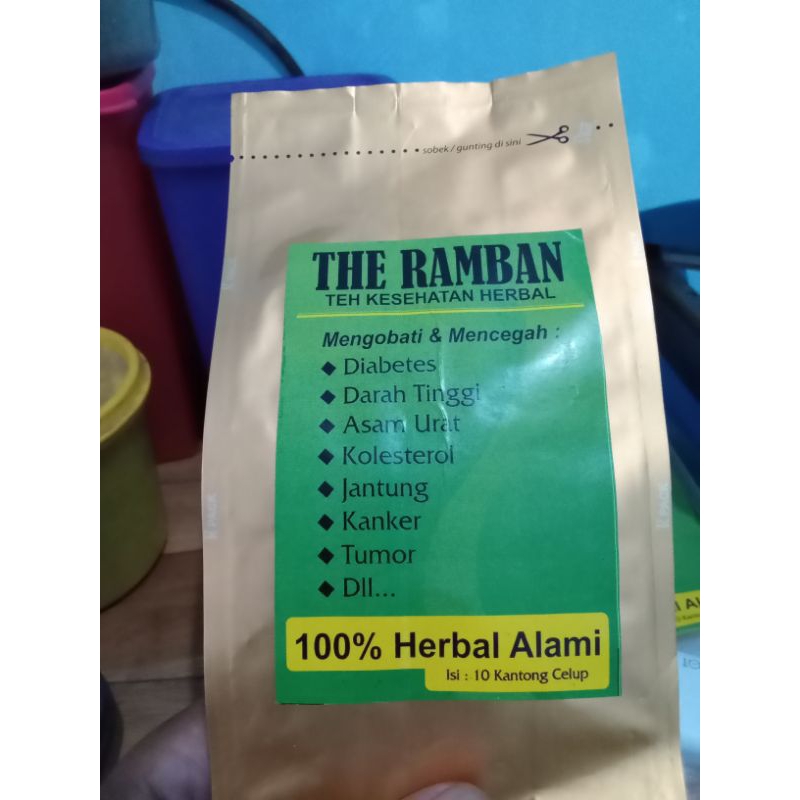 sobek / gunting di sini
THE RAMBAN
TEH KESEHATAN HERBAL
Mengobati & Mencegah :
Diabetes
Darah Tinggi
Asam Urat
Kolesterol
Jantung
Kanker
Tumor
Dll...
100% Herbal Alami
Isi : 10 Kantong Celup